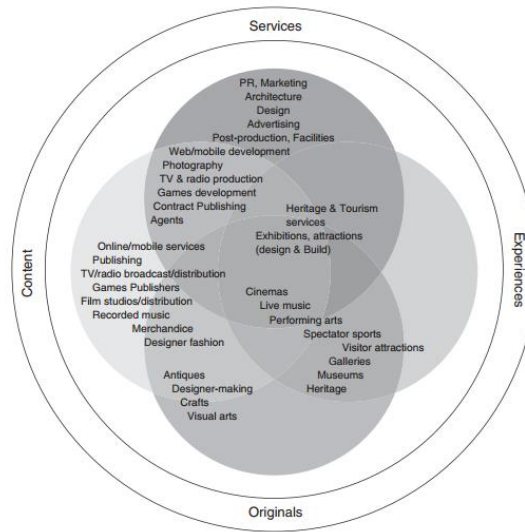 Services
PR, Marketing
Architecture
Design
Advertising
Post-production, Facilities
Web/mobile development
Photography
TV & radio production
Games development
Contract Publishing
Agents
Heritage & Tourism
services
Exhibitions, attractions
(design & Build)
Content
Online/mobile services
Publishing
TV/radio broadcast/distribution
Games Publishers
Film studios/distribution
Recorded music
Merchandice
Designer fashion
Experiences
Cinemas
Live music
Performing arts
Spectator sports
Visitor attractions
Galleries
Museums
Heritage
Antiques
Designer-making
Crafts
Visual arts
Originals